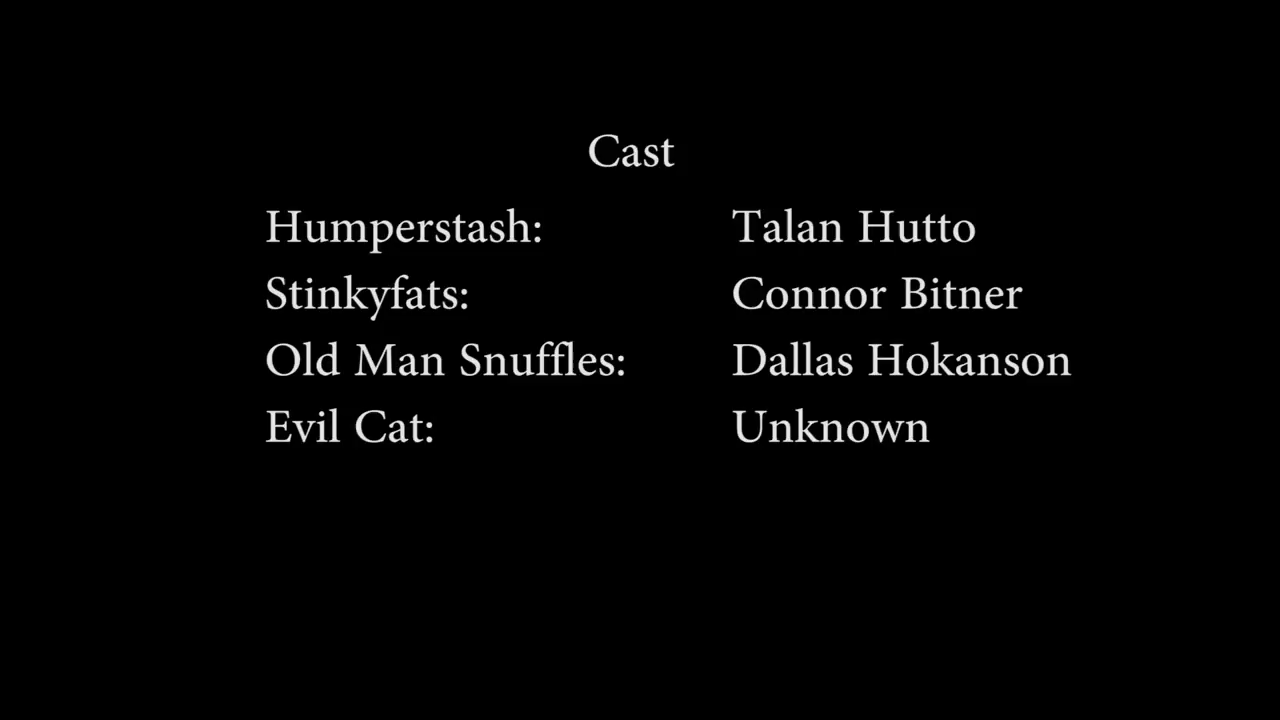 Cast
Humperstash: Talan Hutto
Stinkyfats: Connor Bitner
Old Man Snuffles: Dallas Hokanson
Evil Cat: Unknown